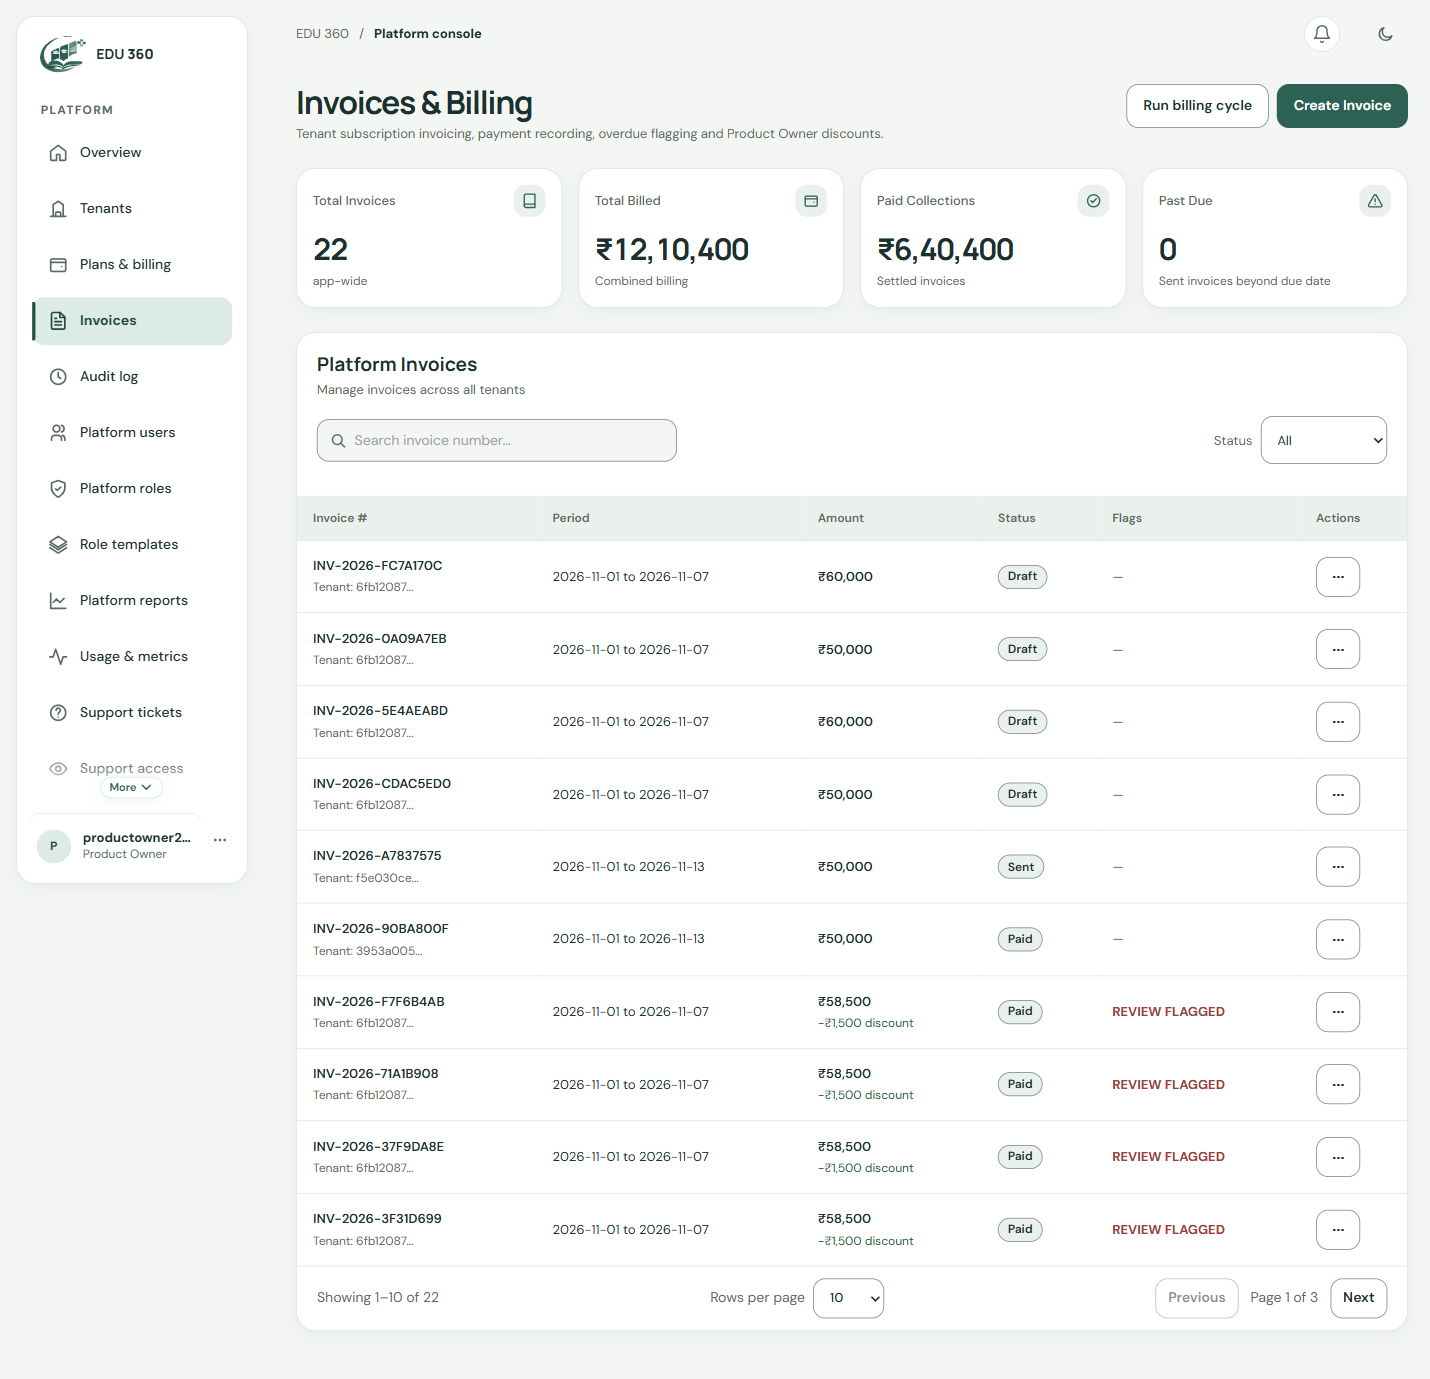 EDU 360
PLATFORM
Overview
Tenants
Plans & billing
Invoices
Audit log
Platform users
Platform roles
Role templates
Platform reports
Usage & metrics
Support tickets
Support access
More
P
productowner2...
Product Owner
...
EDU 360 / Platform console
Invoices & Billing
Tenant subscription invoicing, payment recording, overdue flagging and Product Owner discounts.
Run billing cycle
Create Invoice
Total Invoices
22
app-wide
Total Billed
₹12,10,400
Combined billing
Paid Collections
₹6,40,400
Settled invoices
Past Due
0
Sent invoices beyond due date
Platform Invoices
Manage invoices across all tenants
Search invoice number...
Status All
Invoice # Period Amount Status Flags Actions
INV-2026-FC7A170C
Tenant: 6fb12087...
2026-11-01 to 2026-11-07 ₹60,000 Draft — ...
INV-2026-0A09A7EB
Tenant: 6fb12087...
2026-11-01 to 2026-11-07 ₹50,000 Draft — ...
INV-2026-5E4AEABD
Tenant: 6fb12087...
2026-11-01 to 2026-11-07 ₹60,000 Draft — ...
INV-2026-CDAC5ED0
Tenant: 6fb12087...
2026-11-01 to 2026-11-07 ₹50,000 Draft — ...
INV-2026-A7837575
Tenant: f5e030ce...
2026-11-01 to 2026-11-13 ₹50,000 Sent — ...
INV-2026-90BA800F
Tenant: 3953a005...
2026-11-01 to 2026-11-13 ₹50,000 Paid — ...
INV-2026-F7F6B4AB
Tenant: 6fb12087...
2026-11-01 to 2026-11-07 ₹58,500 Paid REVIEW FLAGGED ...
-₹1,500 discount
INV-2026-71A1B908
Tenant: 6fb12087...
2026-11-01 to 2026-11-07 ₹58,500 Paid REVIEW FLAGGED ...
-₹1,500 discount
INV-2026-37F9DA8E
Tenant: 6fb12087...
2026-11-01 to 2026-11-07 ₹58,500 Paid REVIEW FLAGGED ...
-₹1,500 discount
INV-2026-3F31D699
Tenant: 6fb12087...
2026-11-01 to 2026-11-07 ₹58,500 Paid REVIEW FLAGGED ...
-₹1,500 discount
Showing 1–10 of 22
Rows per page 10
Previous Page 1 of 3 Next